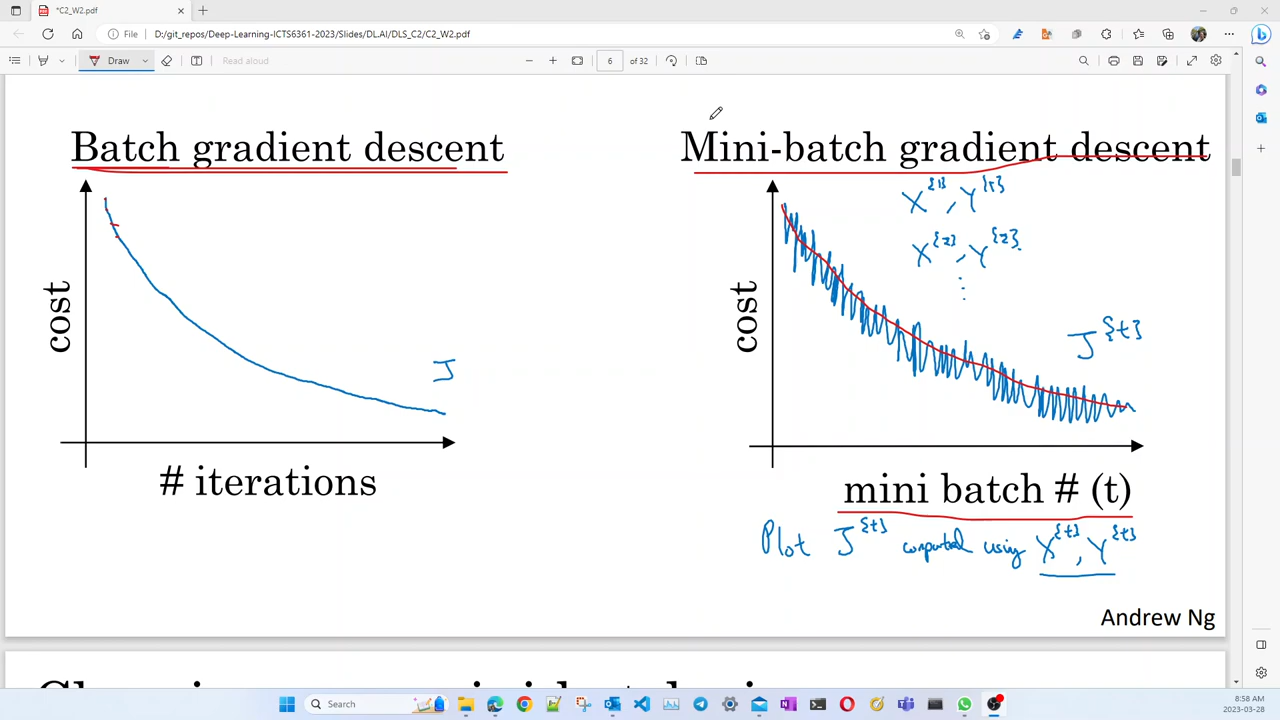 *C2_W2.pdf
File D:/git_repos/Deep-Learning-ICTS6361-2023/Slides/DL.AI/DLS_C2/C2_W2.pdf
Draw
Read aloud
6 of 32
Batch gradient descent
cost
J
# iterations
Mini-batch gradient descent
X{1}, Y{1}
X{2}, Y{2}
⋮
cost
J{t}
mini batch # (t)
Plot J{t} computed using X{t}, Y{t}
Andrew Ng
Search
8:58 AM
2023-03-28